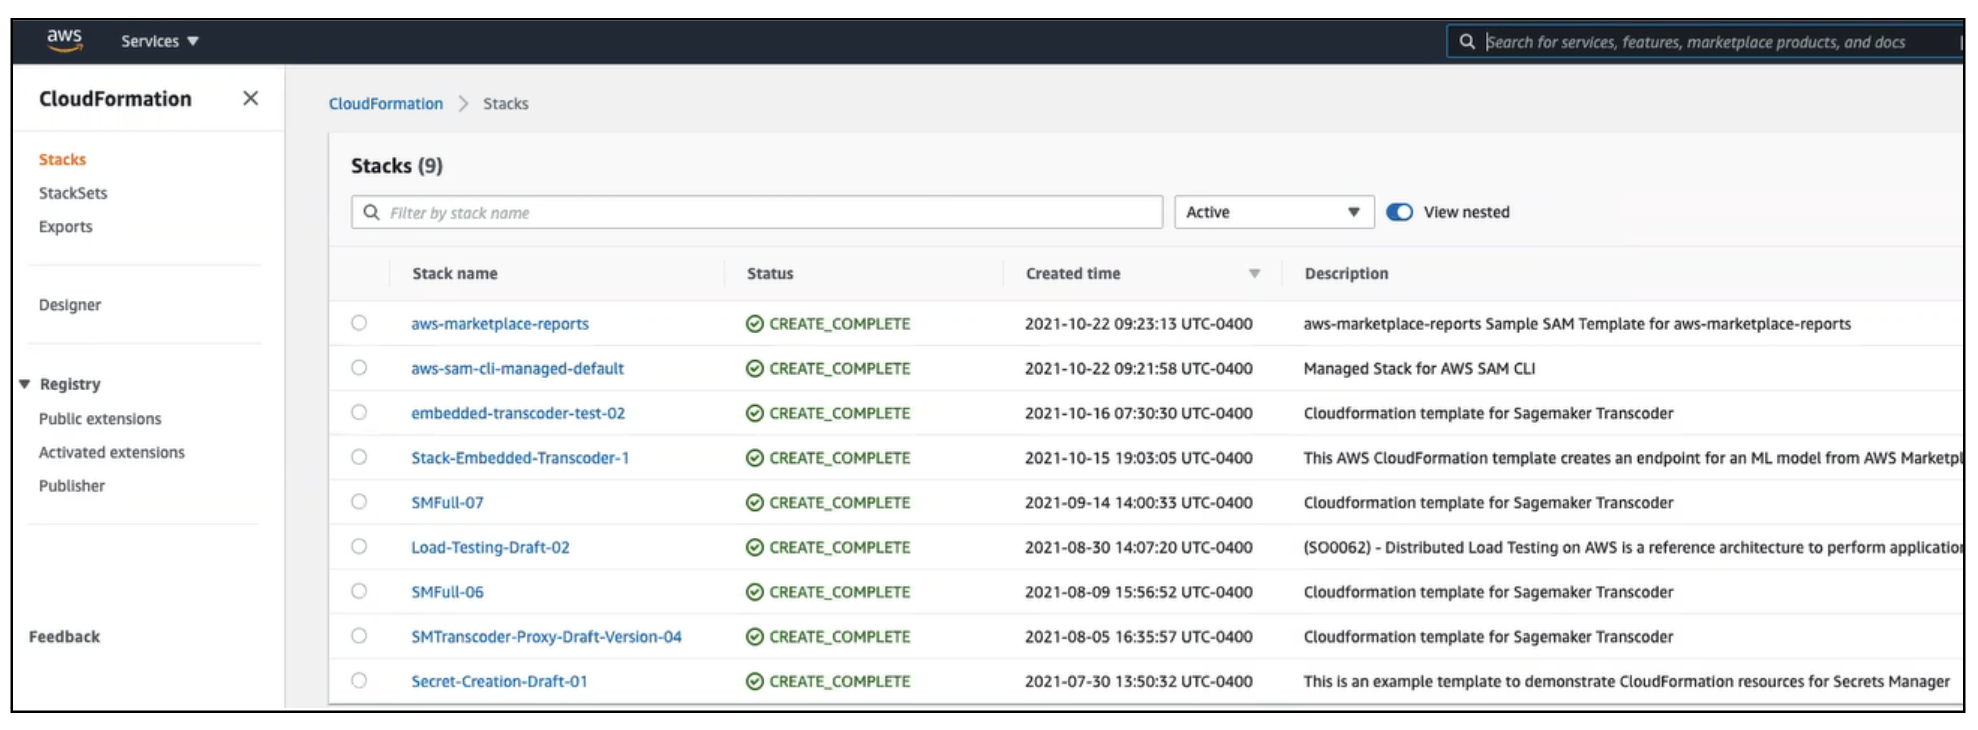 aws Services Search for services, features, marketplace products, and docs
CloudFormation
Stacks
StackSets
Exports
Designer
Registry
Public extensions
Activated extensions
Publisher
Feedback
CloudFormation > Stacks
Stacks (9)
Filter by stack name Active View nested
Stack name Status Created time Description
aws-marketplace-reports CREATE_COMPLETE 2021-10-22 09:23:13 UTC-0400 aws-marketplace-reports Sample SAM Template for aws-marketplace-reports
aws-sam-cli-managed-default CREATE_COMPLETE 2021-10-22 09:21:58 UTC-0400 Managed Stack for AWS SAM CLI
embedded-transcoder-test-02 CREATE_COMPLETE 2021-10-16 07:30:30 UTC-0400 Cloudformation template for Sagemaker Transcoder
Stack-Embedded-Transcoder-1 CREATE_COMPLETE 2021-10-15 19:03:05 UTC-0400 This AWS CloudFormation template creates an endpoint for an ML model from AWS Marketpl
SMFull-07 CREATE_COMPLETE 2021-09-14 14:00:33 UTC-0400 Cloudformation template for Sagemaker Transcoder
Load-Testing-Draft-02 CREATE_COMPLETE 2021-08-30 14:07:20 UTC-0400 (SO0062) - Distributed Load Testing on AWS is a reference architecture to perform application
SMFull-06 CREATE_COMPLETE 2021-08-09 15:56:52 UTC-0400 Cloudformation template for Sagemaker Transcoder
SMTranscoder-Proxy-Draft-Version-04 CREATE_COMPLETE 2021-08-05 16:35:57 UTC-0400 Cloudformation template for Sagemaker Transcoder
Secret-Creation-Draft-01 CREATE_COMPLETE 2021-07-30 13:50:32 UTC-0400 This is an example template to demonstrate CloudFormation resources for Secrets Manager